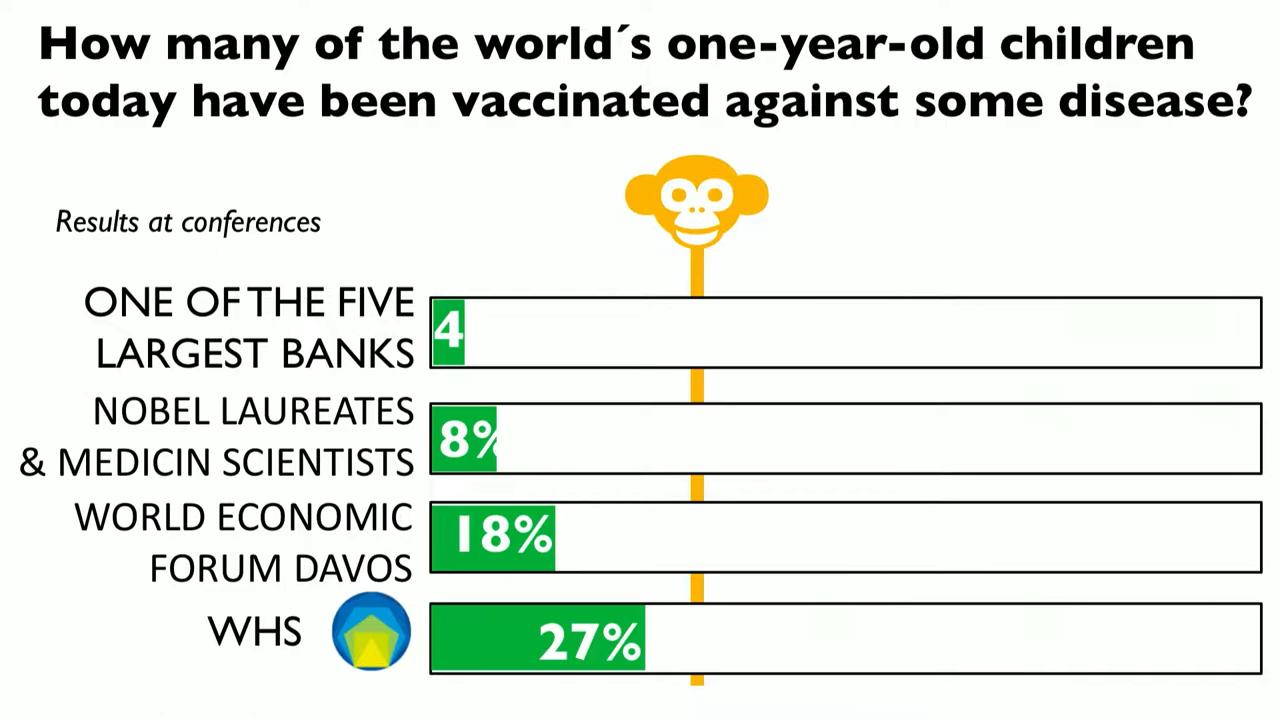 How many of the world´s one-year-old children
today have been vaccinated against some disease?
Results at conferences
ONE OF THE FIVE
LARGEST BANKS
4
NOBEL LAUREATES
& MEDICIN SCIENTISTS
8%
WORLD ECONOMIC
FORUM DAVOS
18%
WHS
27%